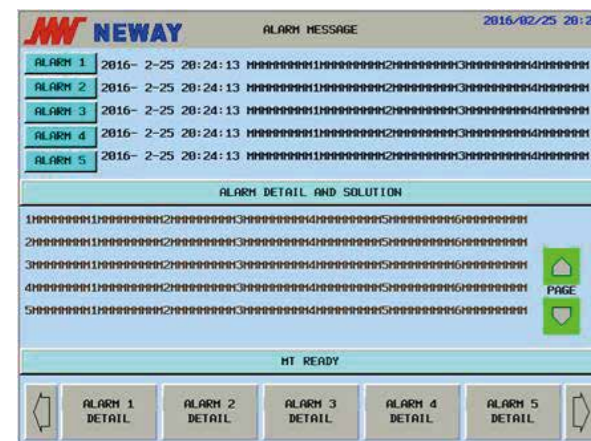 NEWAY ALARM MESSAGE 2016/02/25 20:2
ALARM 1 2016- 2-25 20:24:13 MMMMMMMMM1MMMMMMMMM2MMMMMMMMM3MMMMMMMMM4MMMMMMM
ALARM 2 2016- 2-25 20:24:13 MMMMMMMMM1MMMMMMMMM2MMMMMMMMM3MMMMMMMMM4MMMMMMM
ALARM 3 2016- 2-25 20:24:13 MMMMMMMMM1MMMMMMMMM2MMMMMMMMM3MMMMMMMMM4MMMMMMM
ALARM 4 2016- 2-25 20:24:13 MMMMMMMMM1MMMMMMMMM2MMMMMMMMM3MMMMMMMMM4MMMMMMM
ALARM 5 2016- 2-25 20:24:13 MMMMMMMMM1MMMMMMMMM2MMMMMMMMM3MMMMMMMMM4MMMMMMM
ALARM DETAIL AND SOLUTION
1MMMMMMMM1MMMMMMMMM2MMMMMMMMM3MMMMMMMMM4MMMMMMMMM5MMMMMMMMM6MMMMMMMMM
2MMMMMMMM1MMMMMMMMM2MMMMMMMMM3MMMMMMMMM4MMMMMMMMM5MMMMMMMMM6MMMMMMMMM
3MMMMMMMM1MMMMMMMMM2MMMMMMMMM3MMMMMMMMM4MMMMMMMMM5MMMMMMMMM6MMMMMMMMM
4MMMMMMMM1MMMMMMMMM2MMMMMMMMM3MMMMMMMMM4MMMMMMMMM5MMMMMMMMM6MMMMMMMMM
PAGE
5MMMMMMMM1MMMMMMMMM2MMMMMMMMM3MMMMMMMMM4MMMMMMMMM5MMMMMMMMM6MMMMMMMMM
MT READY
ALARM 1 DETAIL
ALARM 2 DETAIL
ALARM 3 DETAIL
ALARM 4 DETAIL
ALARM 5 DETAIL